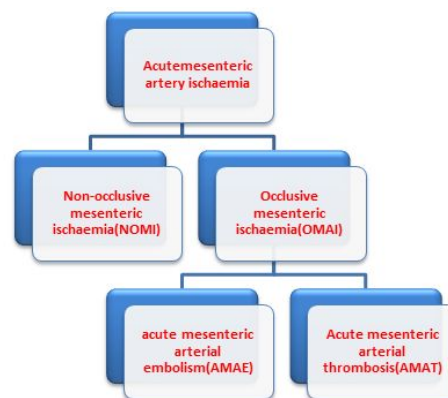 Acutemesenteric
artery ischaemia
Non-occlusive
mesenteric
ischaemia(NOMI)
Occlusive
mesenteric
ischaemia(OMAI)
acute mesenteric
arterial
embolism(AMAE)
Acute mesenteric
arterial
thrombosis(AMAT)